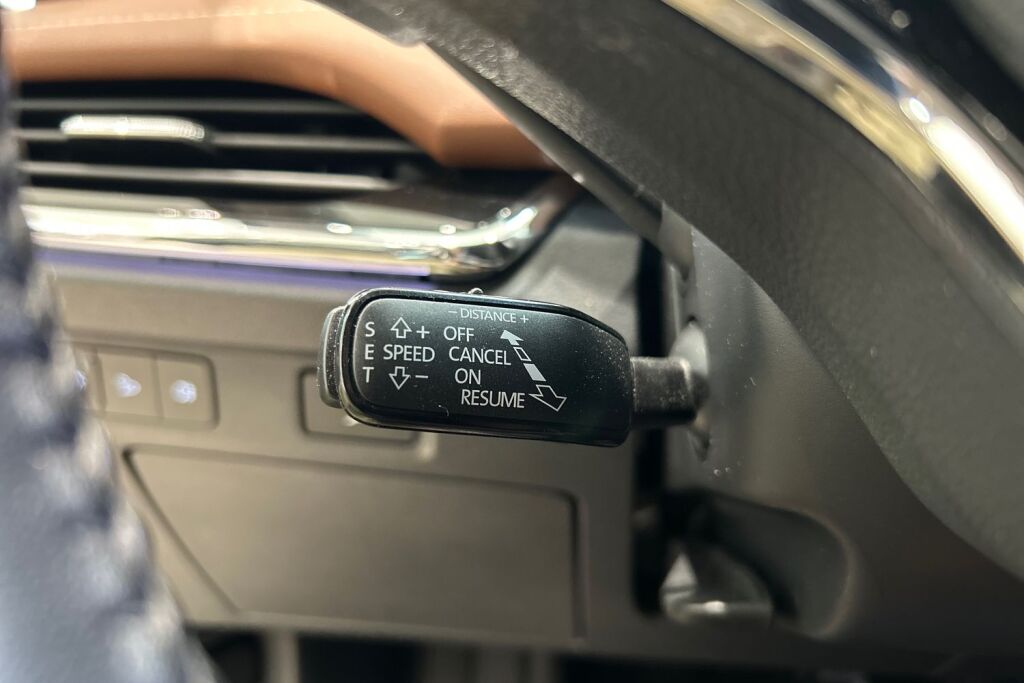 - DISTANCE +
S + OFF
E SPEED CANCEL
T - ON
RESUME